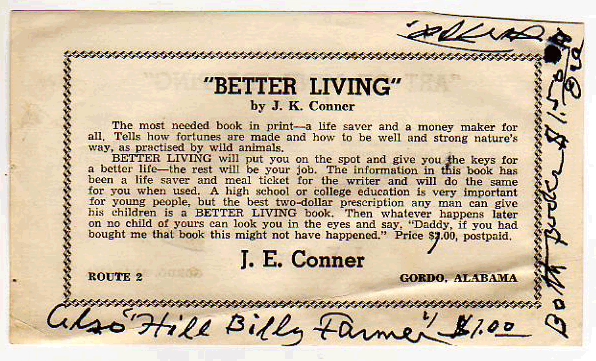 "BETTER LIVING"
by J. K. Conner
The most needed book in print—a life saver and a money maker for
all. Tells how fortunes are made and how to be well and strong nature's
way, as practised by wild animals.
BETTER LIVING will put you on the spot and give you the keys for
a better life—the rest will be your job. The information in this book has
been a life saver and meal ticket for the writer and will do the same
for you when used. A high school or college education is very important
for young people, but the best two-dollar prescription any man can give
his children is a BETTER LIVING book. Then whatever happens later
on no child of yours can look you in the eyes and say, "Daddy, if you had
bought me that book this might not have happened." Price $2.00, postpaid.
J. E. Conner
ROUTE 2 GORDO, ALABAMA
also "Hill Billy Farmer" $1.00
Both $1.50